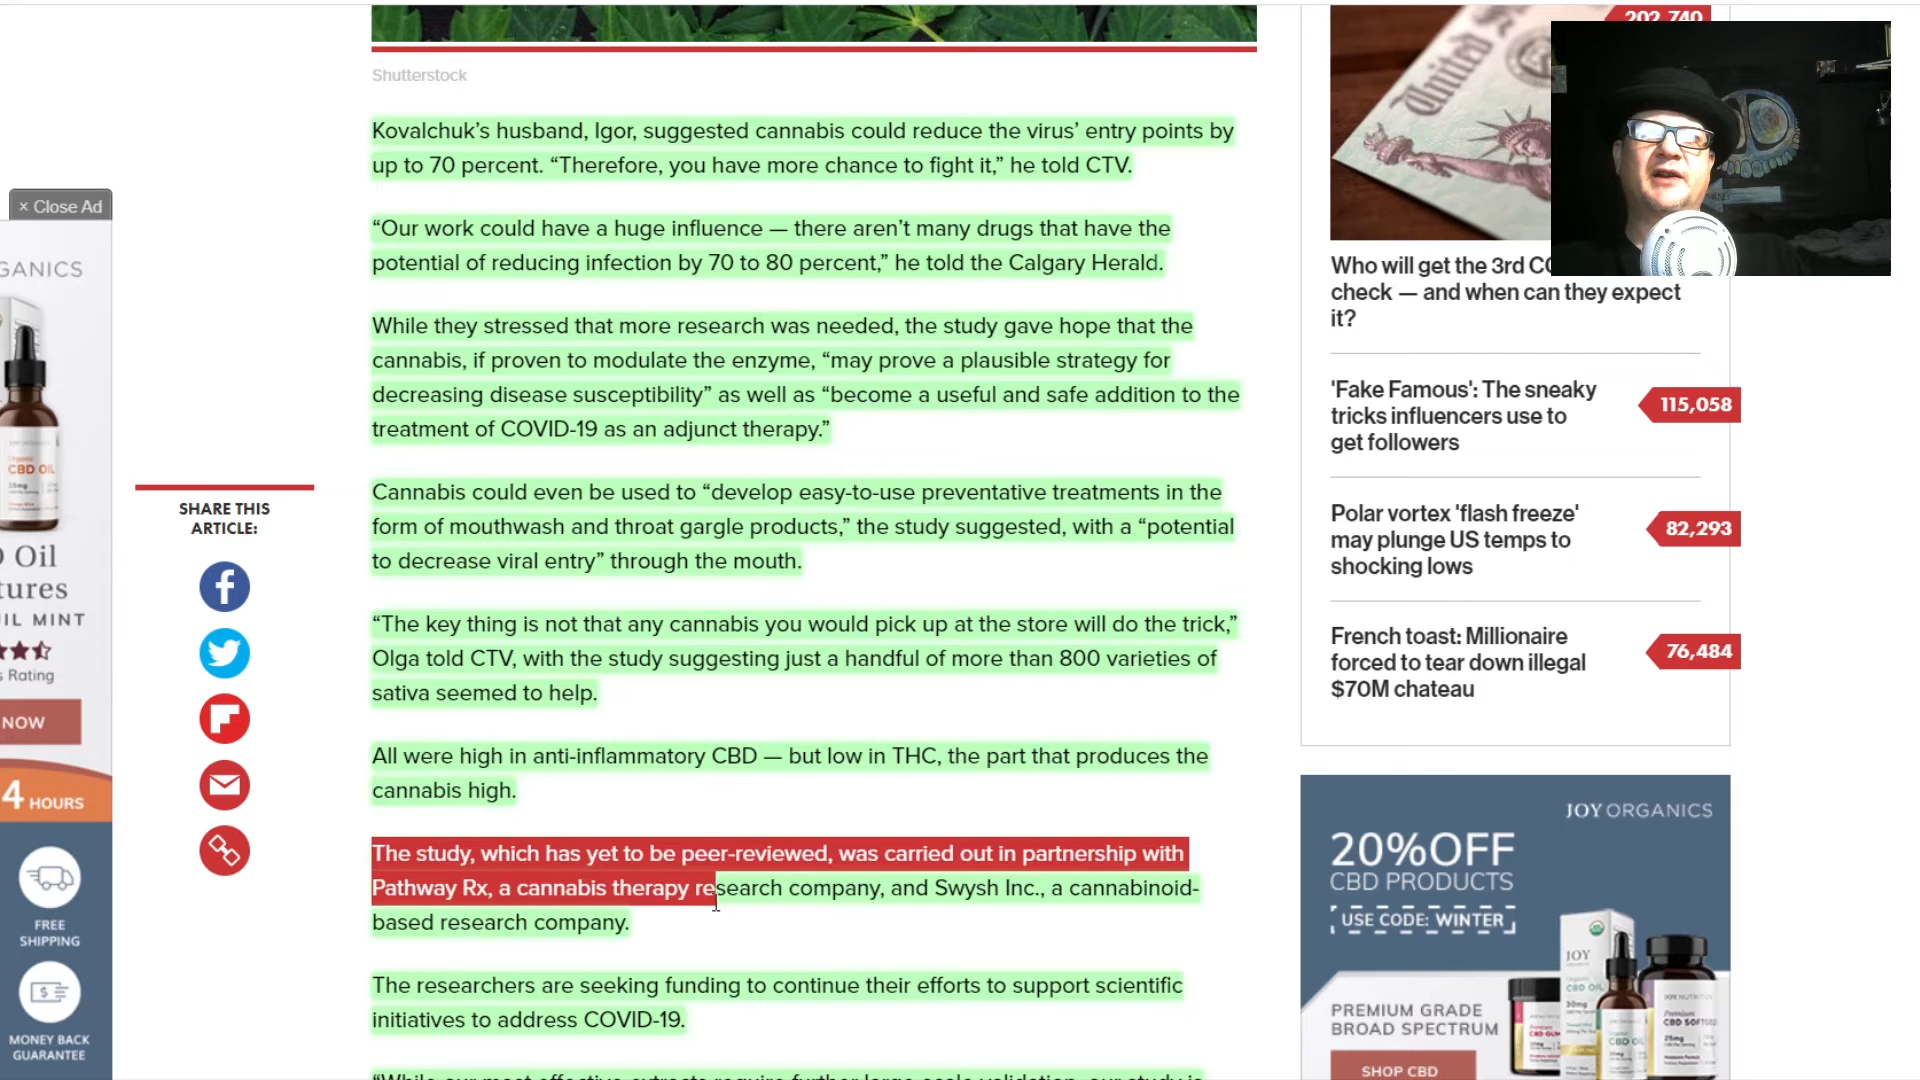 Shutterstock
Kovalchuk’s husband, Igor, suggested cannabis could reduce the virus’ entry points by
up to 70 percent. “Therefore, you have more chance to fight it,” he told CTV.
“Our work could have a huge influence — there aren’t many drugs that have the
potential of reducing infection by 70 to 80 percent,” he told the Calgary Herald.
While they stressed that more research was needed, the study gave hope that the
cannabis, if proven to modulate the enzyme, “may prove a plausible strategy for
decreasing disease susceptibility” as well as “become a useful and safe addition to the
treatment of COVID-19 as an adjunct therapy.”
Cannabis could even be used to “develop easy-to-use preventative treatments in the
form of mouthwash and throat gargle products,” the study suggested, with a “potential
to decrease viral entry” through the mouth.
“The key thing is not that any cannabis you would pick up at the store will do the trick,”
Olga told CTV, with the study suggesting just a handful of more than 800 varieties of
sativa seemed to help.
All were high in anti-inflammatory CBD — but low in THC, the part that produces the
cannabis high.
The study, which has yet to be peer-reviewed, was carried out in partnership with
Pathway Rx, a cannabis therapy research company, and Swysh Inc., a cannabinoid-
based research company.
The researchers are seeking funding to continue their efforts to support scientific
initiatives to address COVID-19.
× Close Ad
GANICS
CBD OIL
Oil
tures
IL MINT
Rating
NOW
4 HOURS
FREE
SHIPPING
MONEY BACK
GUARANTEE
SHARE THIS
ARTICLE:
202,740
United S
Who will get the 3rd
check — and when can they expect
it?
'Fake Famous': The sneaky
tricks influencers use to
get followers
115,058
Polar vortex 'flash freeze'
may plunge US temps to
shocking lows
82,293
French toast: Millionaire
forced to tear down illegal
$70M chateau
76,484
JOY ORGANICS
20%OFF
CBD PRODUCTS
USE CODE: WINTER
PREMIUM GRADE
BROAD SPECTRUM
SHOP CBD
JOY